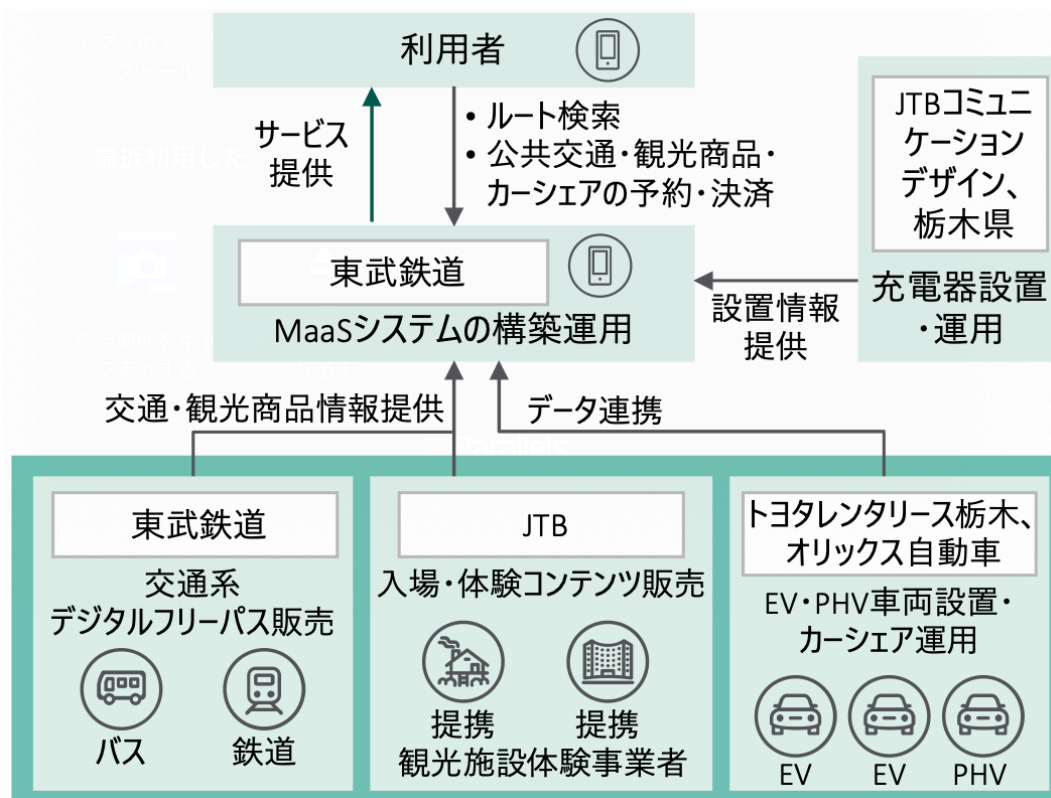 利用者
サービス
提供
• ルート検索
• 公共交通・観光商品・
カーシェアの予約・決済
JTBコミュニ
ケーション
デザイン、
栃木県
充電器設置
・運用
設置情報
提供
東武鉄道
MaaSシステムの構築運用
交通・観光商品情報提供
データ連携
東武鉄道
交通系
デジタルフリーパス販売
バス
鉄道
JTB
入場・体験コンテンツ販売
提携
提携
観光施設体験事業者
トヨタレンタリース栃木、
オリックス自動車
EV・PHV車両設置・
カーシェア運用
EV
EV
PHV